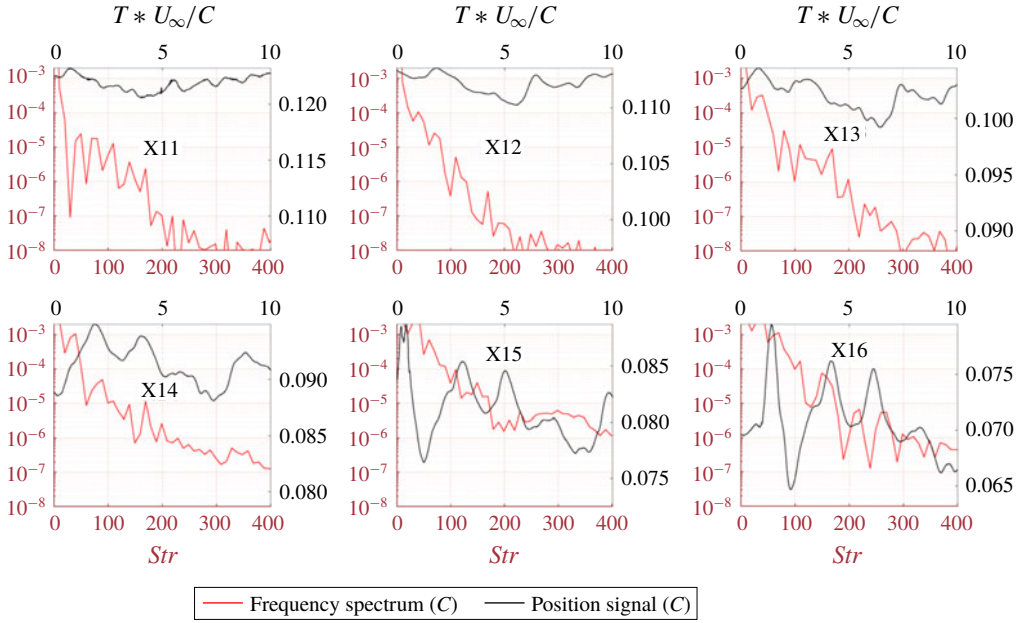 T * U∞/C T * U∞/C T * U∞/C
0 5 10 0 5 10 0 5 10
10⁻³ 10⁻³ 10⁻³
10⁻⁴ 0.120 10⁻⁴ 0.110 10⁻⁴ 0.100
10⁻⁵ X11 0.115 10⁻⁵ X12 0.105 10⁻⁵ X13 0.095
10⁻⁶ 10⁻⁶ 10⁻⁶
10⁻⁷ 0.110 10⁻⁷ 0.100 10⁻⁷ 0.090
10⁻⁸ 10⁻⁸ 10⁻⁸
0 100 200 300 400 0 100 200 300 400 0 100 200 300 400
0 5 10 0 5 10 0 5 10
10⁻³ 10⁻³ 10⁻³
10⁻⁴ X14 0.090 10⁻⁴ X15 0.085 10⁻⁴ X16 0.075
10⁻⁵ 10⁻⁵ 10⁻⁵
10⁻⁶ 0.085 10⁻⁶ 0.080 10⁻⁶ 0.070
10⁻⁷ 0.080 10⁻⁷ 0.075 10⁻⁷ 0.065
10⁻⁸ 10⁻⁸ 10⁻⁸
0 100 200 300 400 0 100 200 300 400 0 100 200 300 400
Str Str Str
Frequency spectrum (C) Position signal (C)